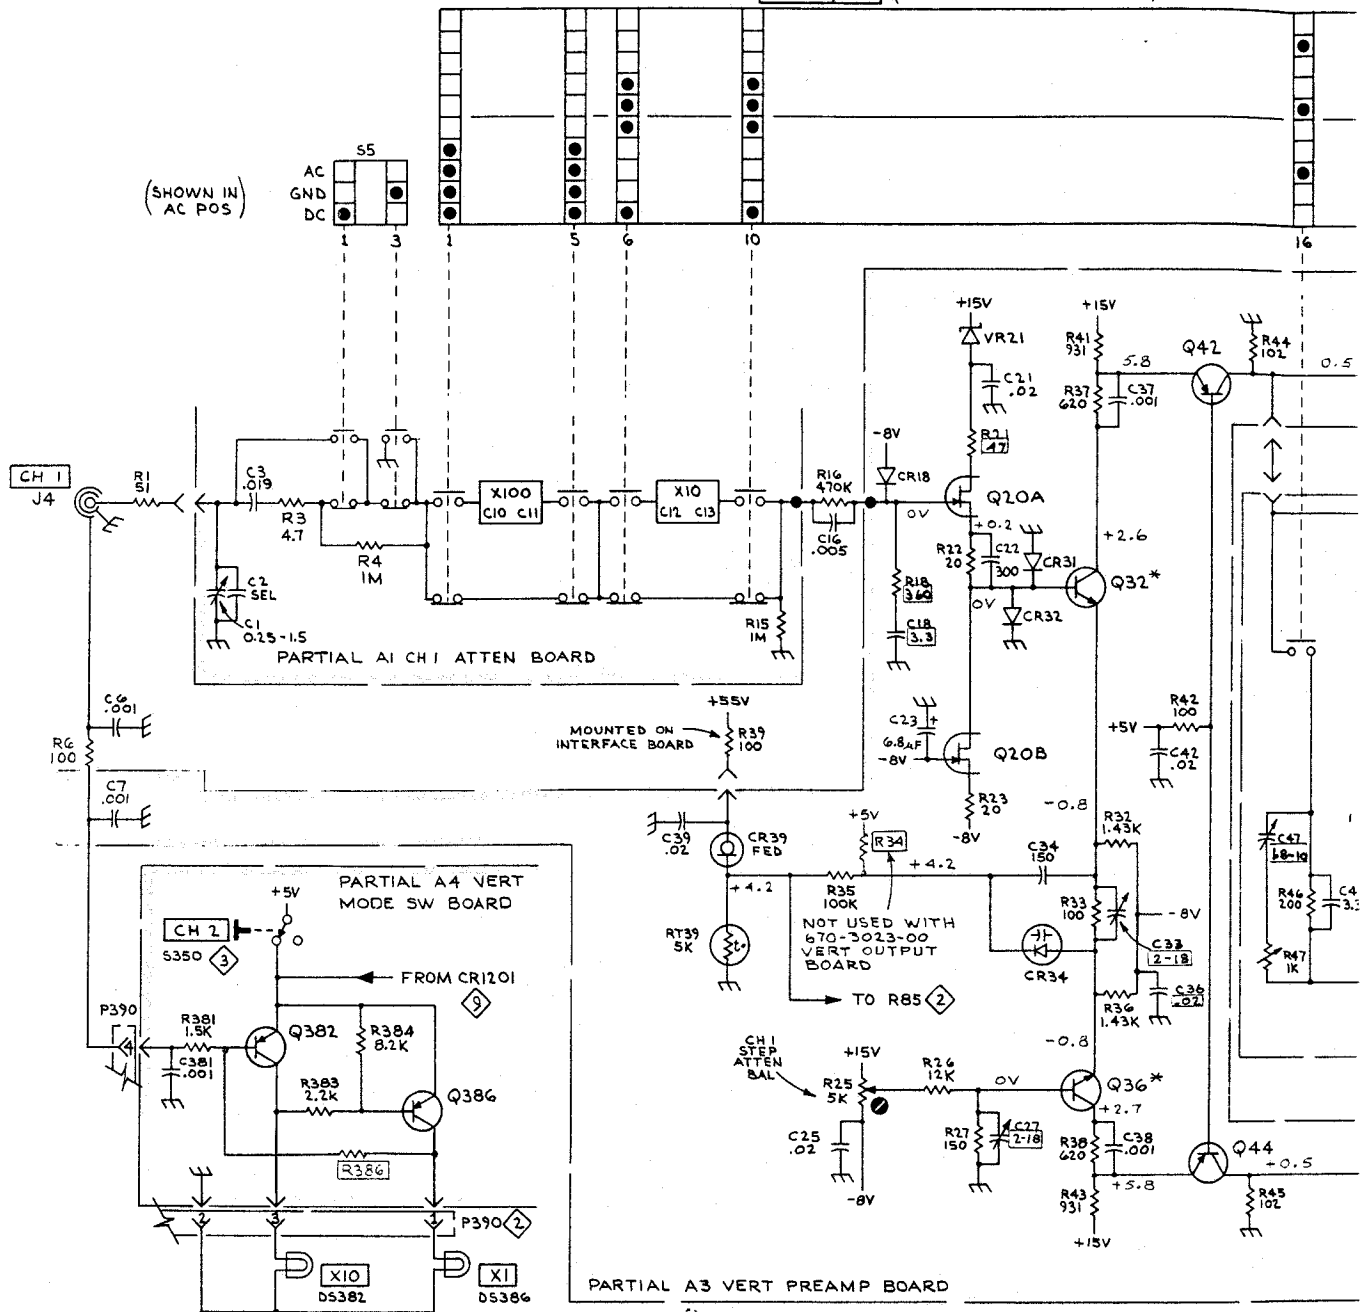 S5
AC
GND
DC
(SHOWN IN
AC POS)
1 3 1 5 6 10 16
+15V
VR21
C21
.02
R21
47
-8V
CR18
R16
470K
C16
.005
0V
Q20A
+0.2
R22
20
C22
300
CR31
0V
CR32
R18
360
C18
3.3
+15V
R41
931
5.8
R37
620
C37
.001
Q42
R44
102
0.5
+2.6
Q32*
CH 1
J4
R1
51
C3
.019
R3
4.7
R4
1M
X100
C10 C11
X10
C12 C13
C2
SEL
C1
0.25-1.5
R15
1M
PARTIAL A1 CH1 ATTEN BOARD
C6
.001
R6
100
C7
.001
MOUNTED ON
INTERFACE BOARD
+55V
R39
100
C23
+
6.8µF
-8V
Q20B
R23
20
-8V
+5V
R42
100
C42
.02
-0.8
R32
1.43K
C39
.02
CR39
FED
+4.2
R35
100K
+5V
R34
+4.2
C34
150
R33
100
-8V
C33
2-18
CR34
R36
1.43K
C36
.02
NOT USED WITH
670-3023-00
VERT OUTPUT
BOARD
RT39
5K
t°
TO R85 2
C47
68-10
R46
200
C4
3.3
R47
1K
PARTIAL A4 VERT
MODE SW BOARD
+5V
CH 2
S350 3
FROM CR1201
9
P390
4
R381
1.5K
C381
.001
Q382
R384
8.2K
R383
2.2K
Q386
R386
CH 1
STEP
ATTEN
BAL
+15V
R25
5K
R26
12K
0V
C25
.02
-8V
R27
150
C27
2-18
-0.8
Q36*
+2.7
R38
620
C38
.001
+5.8
R43
931
+15V
Q44
+0.5
R45
102
2 3 1
P390 2
X10
DS382
X1
DS386
PARTIAL A3 VERT PREAMP BOARD